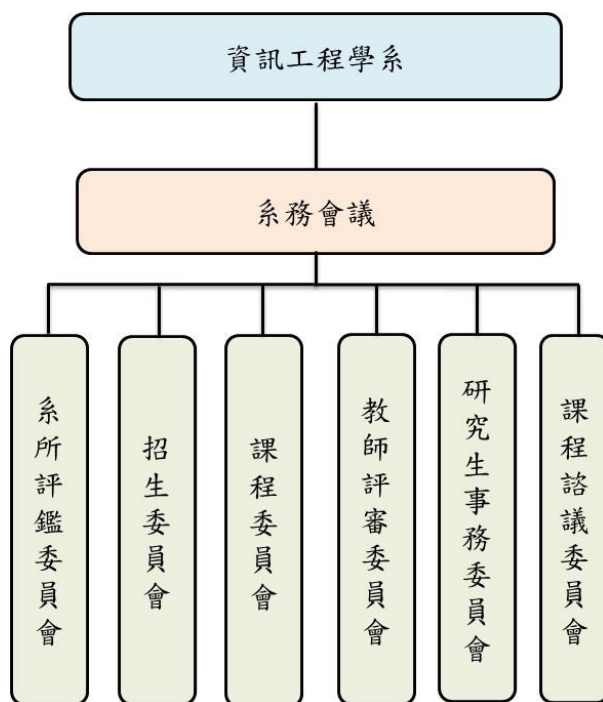 資訊工程學系
系務會議
系所評鑑委員會
招生委員會
課程委員會
教師評審委員會
研究生事務委員會
課程諮議委員會